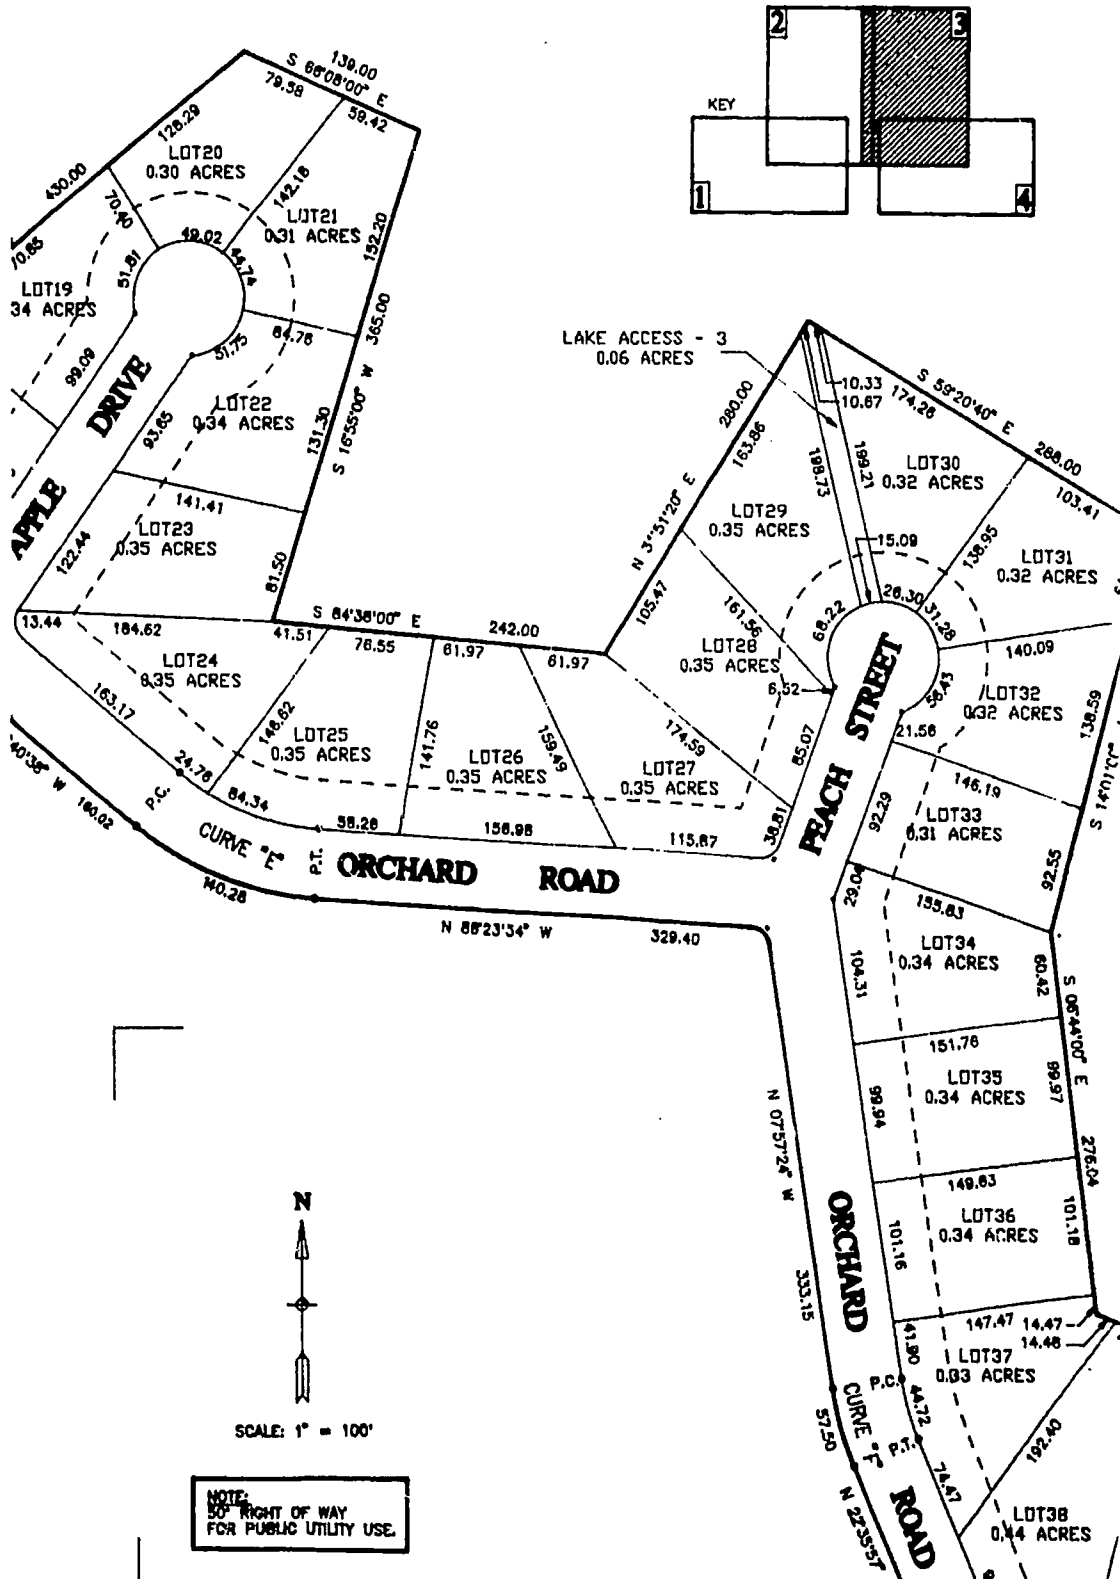 2
3
KEY
1
4
139.00
S 66°08'00" E
79.58
59.42
128.29
430.00
LOT20
0.30 ACRES
70.40
142.18
LOT21
0.31 ACRES
152.20
49.02
44.74
51.81
LOT19
34 ACRES
365.00
84.78
51.75
99.09
APPLE DRIVE
93.65
LOT22
0.34 ACRES
131.30
S 16°55'00" W
141.41
LOT23
0.35 ACRES
122.44
81.50
13.44
184.62
S 84°38'00" E
41.51
76.55
242.00
61.97
61.97
LOT24
0.35 ACRES
163.17
24.76
P.C.
148.62
LOT25
0.35 ACRES
141.76
LOT26
0.35 ACRES
159.49
LOT27
0.35 ACRES
174.59
84.34
CURVE "E"
P.T.
58.28
156.98
115.87
38.81
160.02
140.28
ORCHARD ROAD
N 86°23'34" W
329.40
LAKE ACCESS - 3
0.06 ACRES
10.33
10.67
174.26
S 59°20'40" E
288.00
103.41
280.00
163.86
105.47
198.73
199.21
LOT30
0.32 ACRES
LOT29
0.35 ACRES
15.09
138.95
LOT31
0.32 ACRES
161.56
68.22
26.30
31.28
LOT28
0.35 ACRES
6.52
140.09
LOT32
0.32 ACRES
56.43
21.56
138.59
85.07
PEACH STREET
146.19
LOT33
0.31 ACRES
92.29
92.55
29.04
155.83
LOT34
0.34 ACRES
104.31
60.42
S 06°44'00" E
151.76
LOT35
0.34 ACRES
99.94
99.97
276.04
149.83
LOT36
0.34 ACRES
101.16
101.18
N 07°57'24" W
333.15
ORCHARD ROAD
147.47
14.47
14.48
41.90
LOT37
0.33 ACRES
P.C.
44.72
P.T.
57.50
CURVE "F"
192.40
74.47
N 22°35'57"
LOT38
0.44 ACRES
N
SCALE: 1" = 100'
NOTE:
50' RIGHT OF WAY
FOR PUBLIC UTILITY USE.